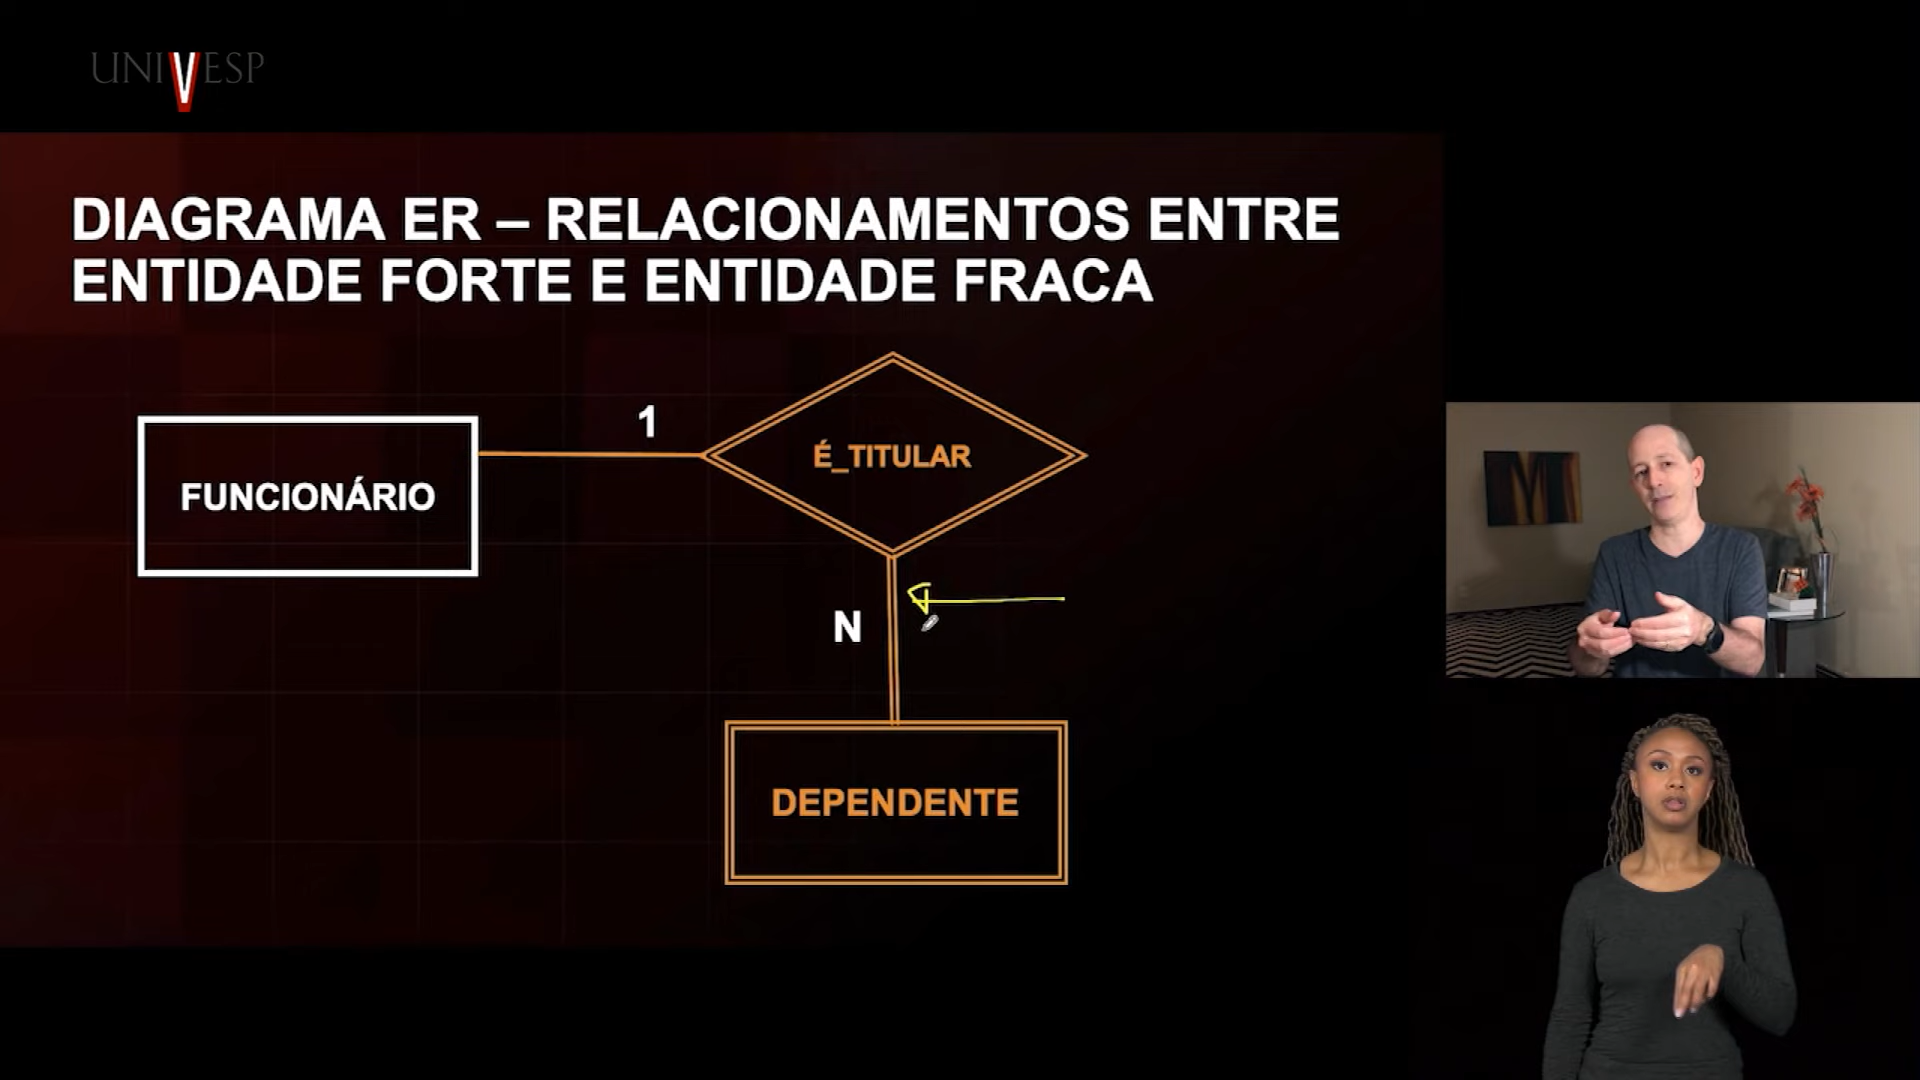 UNIVESP
DIAGRAMA ER – RELACIONAMENTOS ENTRE
ENTIDADE FORTE E ENTIDADE FRACA
1
É_TITULAR
FUNCIONÁRIO
N
DEPENDENTE